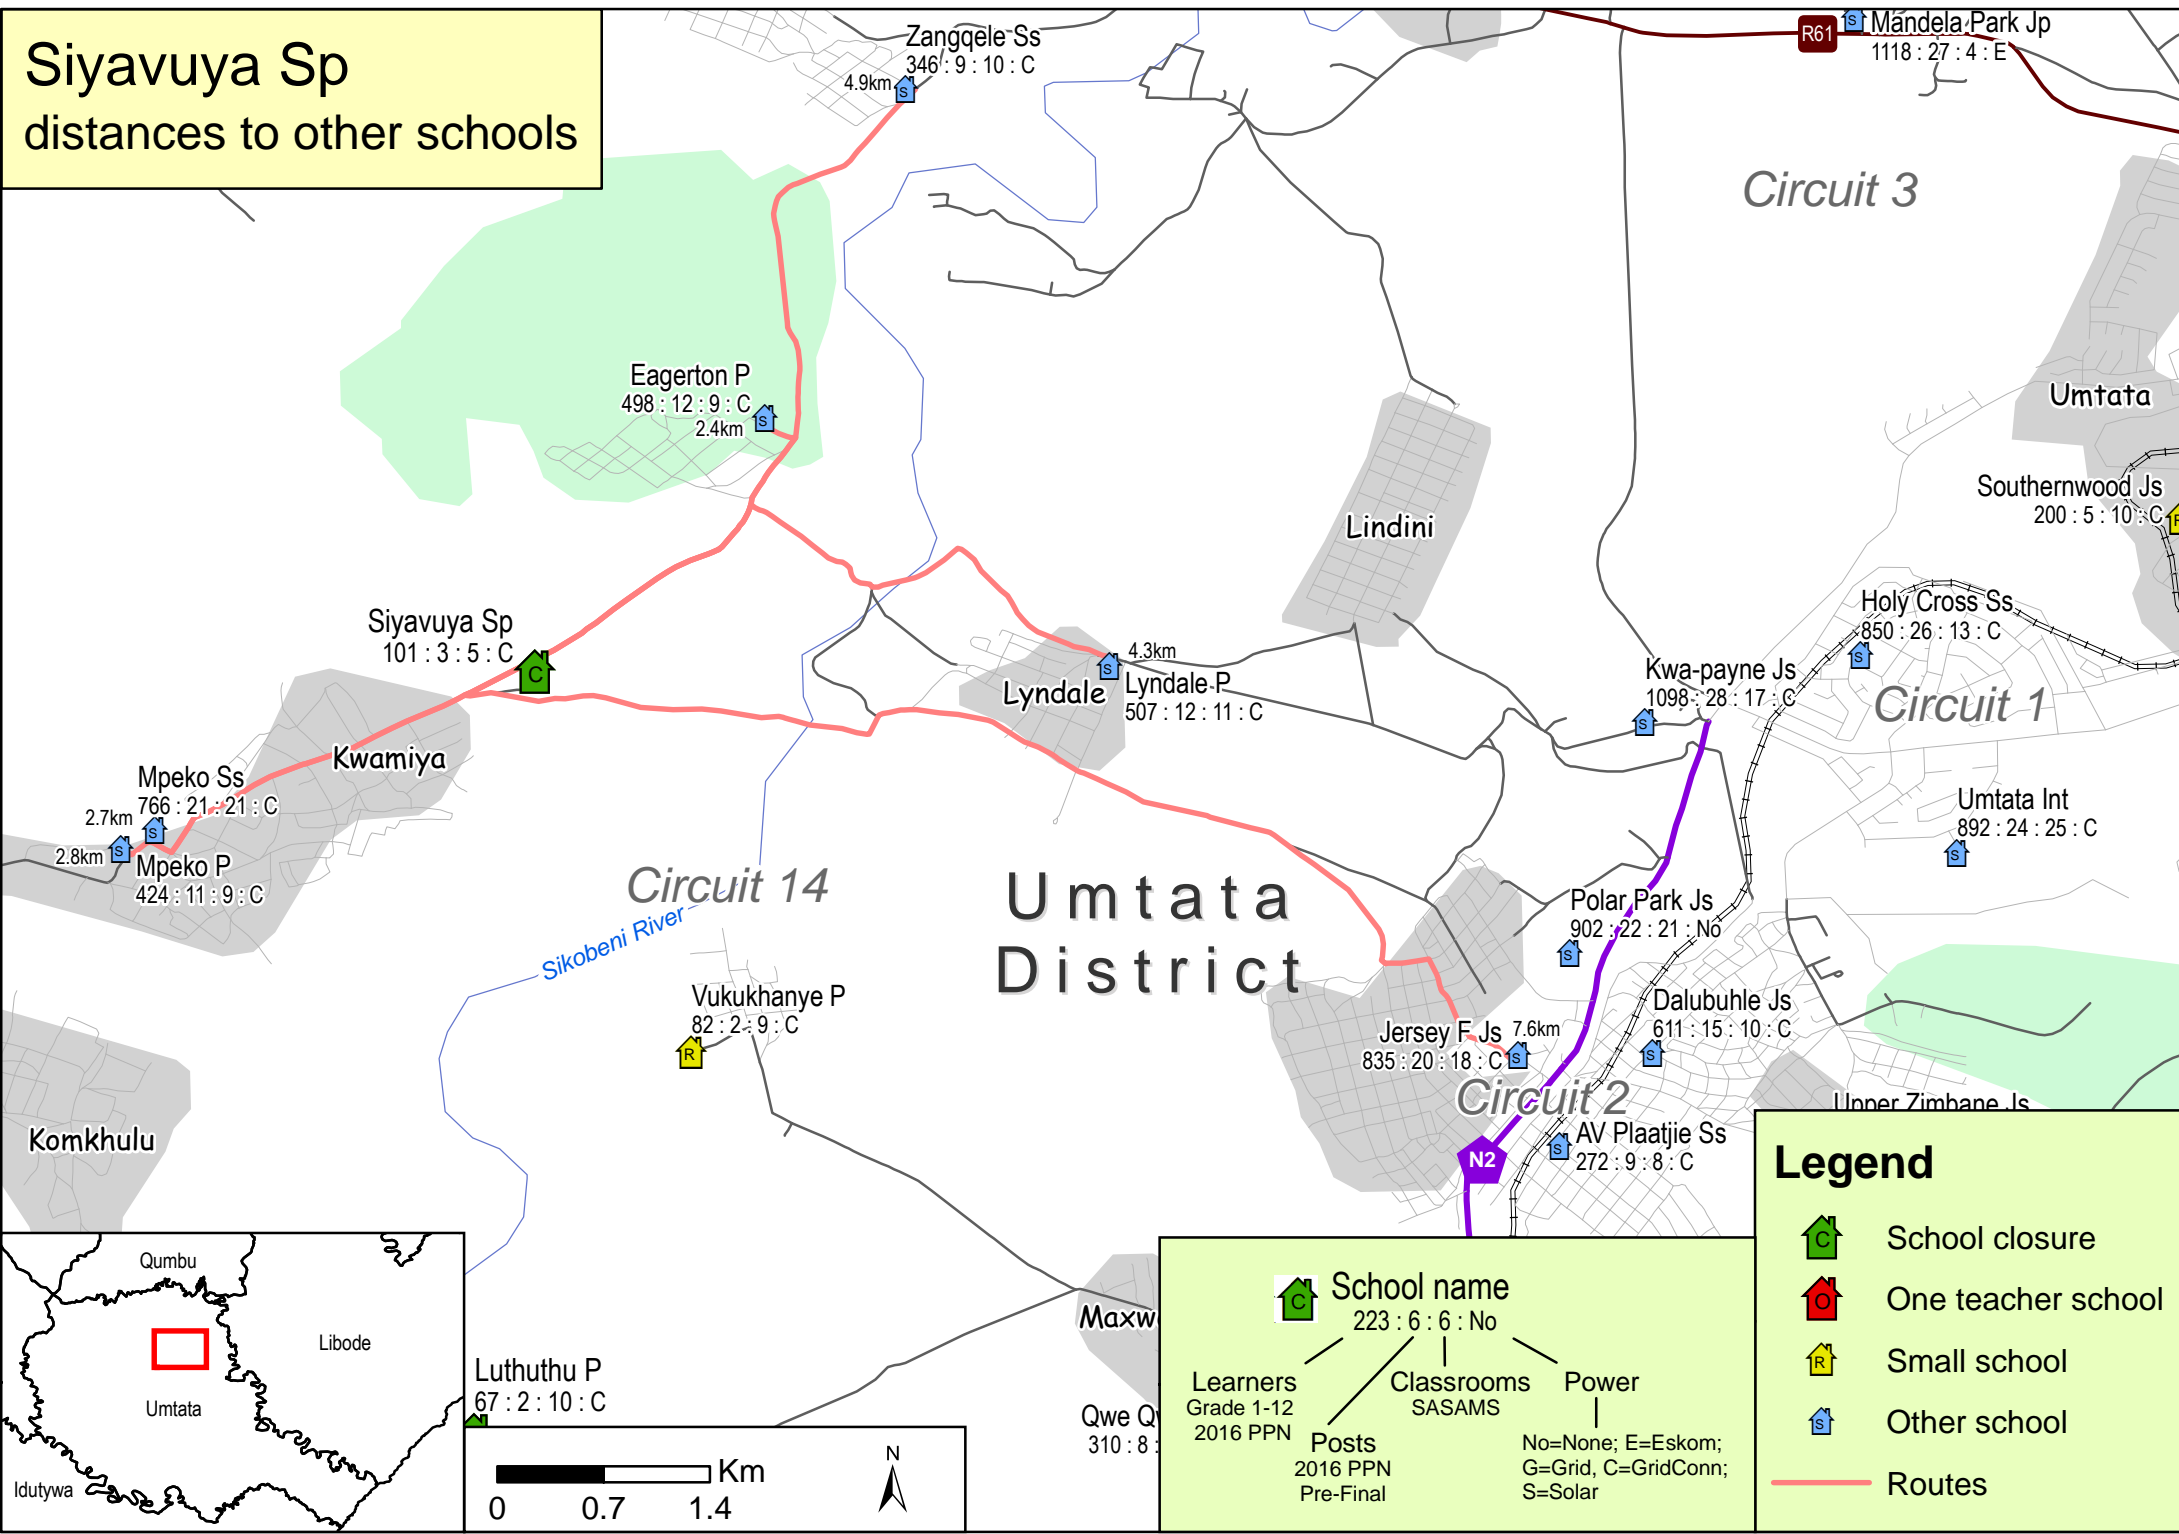 Siyavuya Sp
distances to other schools
Zangqele Ss
346 : 9 : 10 : C
4.9km
R61
Mandela Park Jp
1118 : 27 : 4 : E
Circuit 3
Eagerton P
498 : 12 : 9 : C
2.4km
Umtata
Southernwood Js
200 : 5 : 10 : C
Lindini
Siyavuya Sp
101 : 3 : 5 : C
C
Holy Cross Ss
850 : 26 : 13 : C
4.3km
Lyndale P
507 : 12 : 11 : C
Lyndale
Kwa-payne Js
1098 : 28 : 17 : C
Circuit 1
Kwamiya
Mpeko Ss
766 : 21 : 21 : C
2.7km
2.8km
Mpeko P
424 : 11 : 9 : C
Umtata Int
892 : 24 : 25 : C
Circuit 14
Umtata
District
Sikobeni River
Polar Park Js
902 : 22 : 21 : No
Vukukhanye P
82 : 2 : 9 : C
R
Dalubuhle Js
611 : 15 : 10 : C
Jersey F Js
835 : 20 : 18 : C
7.6km
Circuit 2
Upper Zimbane Js
AV Plaatjie Ss
272 : 9 : 8 : C
N2
Komkhulu
Maxw
Qwe Q
310 : 8 :
Luthuthu P
67 : 2 : 10 : C
Qumbu
Libode
Umtata
Idutywa
Km
0 0.7 1.4
N
C School name
223 : 6 : 6 : No
Learners
Grade 1-12
2016 PPN
Posts
2016 PPN
Pre-Final
Classrooms
SASAMS
Power
No=None; E=Eskom;
G=Grid, C=GridConn;
S=Solar
Legend
C School closure
O One teacher school
R Small school
S Other school
Routes